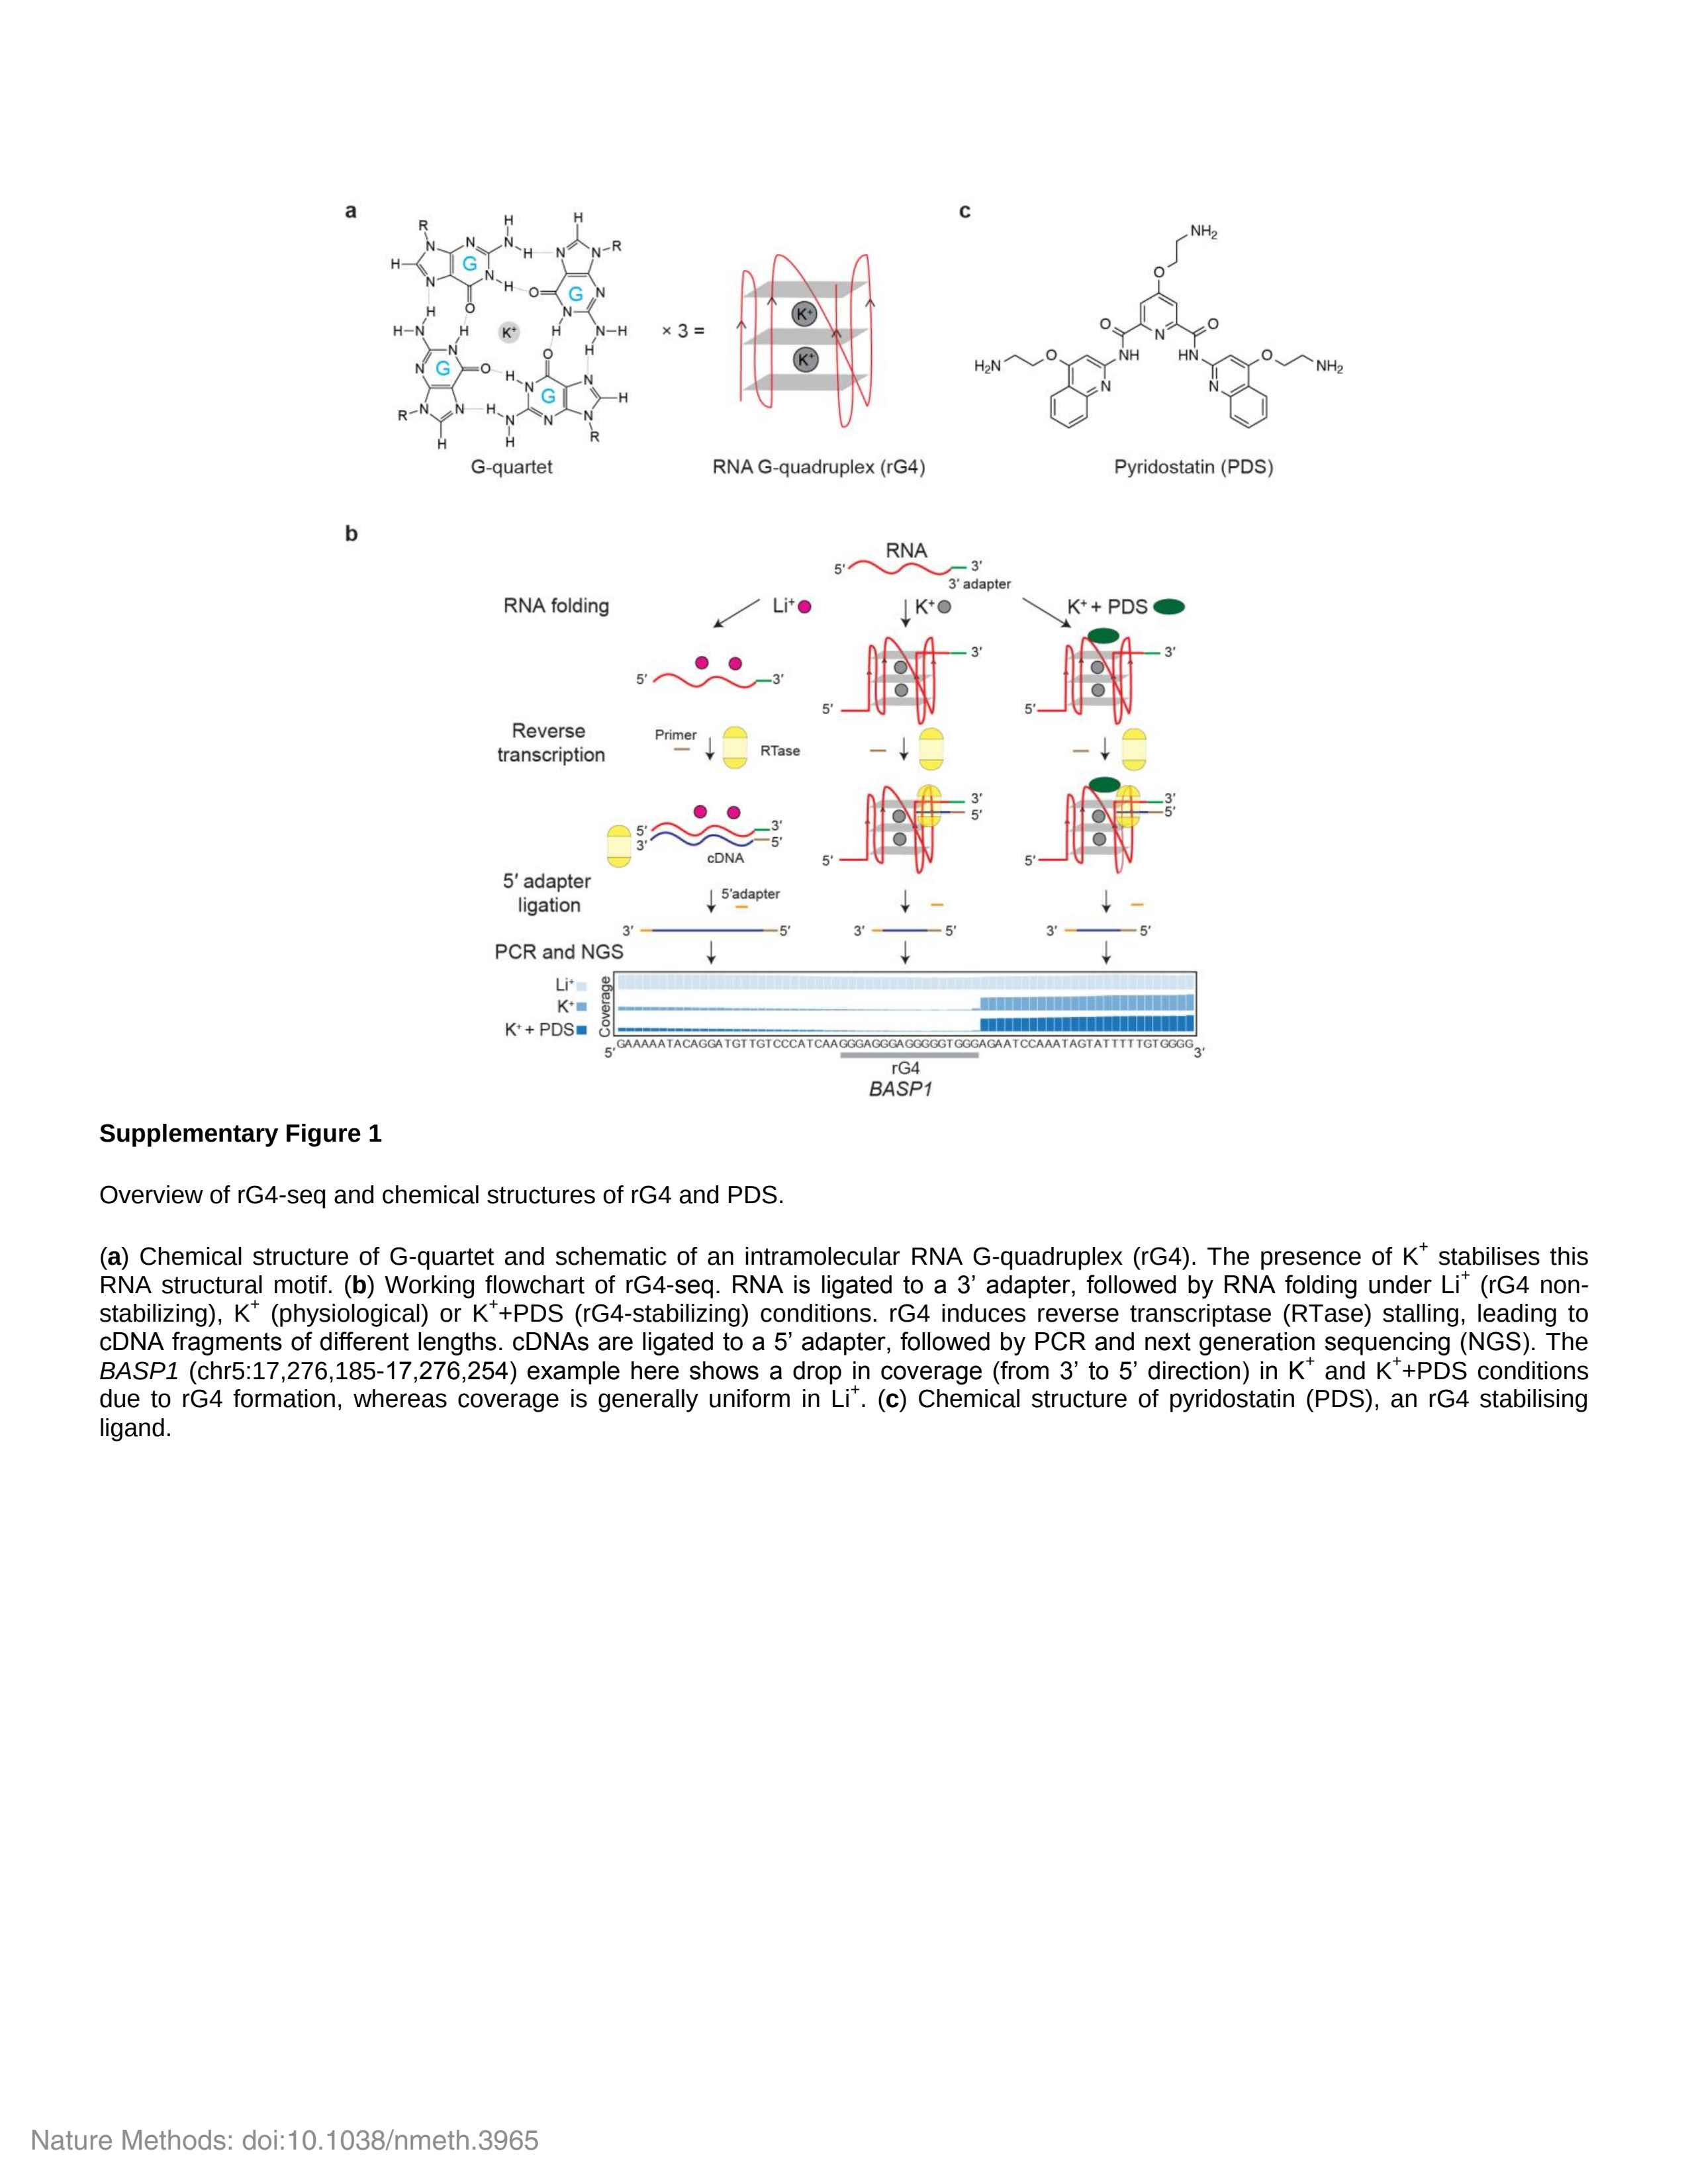 a
c
R
H
H
N
N
N
H
N
R
H
G
N
N
H
O
G
N
N
O
H
H
N
H–N
H
K⁺
H
N–H
N
O
H
N
G
O
H
N
N
H
N
N
H
G
R–N
N
H
N
N
N
H
H
R
H
× 3 =
K⁺
K⁺
NH₂
O
O
N
O
NH
HN
H₂N
O
O
NH₂
N
N
G-quartet
RNA G-quadruplex (rG4)
Pyridostatin (PDS)
b
RNA
5′
3′
3′ adapter
RNA folding
Li⁺
K⁺
K⁺ + PDS
5′
3′
3′
3′
5′
5′
Reverse
transcription
Primer
RTase
5′
3′
3′
5′
cDNA
3′
5′
5′
3′
5′
5′
5′ adapter
ligation
5′adapter
3′
5′
3′
5′
3′
5′
PCR and NGS
Li⁺
K⁺
K⁺ + PDS
Coverage
5′
GAAAAATACAGGATGTTGTCCCATCAAGGGAGGGAGGGGGTGGGAGAATCCAAATAGTATTTTTGTGGGG
3′
rG4
BASP1
Supplementary Figure 1
Overview of rG4-seq and chemical structures of rG4 and PDS.
(a) Chemical structure of G-quartet and schematic of an intramolecular RNA G-quadruplex (rG4). The presence of K⁺ stabilises this
RNA structural motif. (b) Working flowchart of rG4-seq. RNA is ligated to a 3’ adapter, followed by RNA folding under Li⁺ (rG4 non-
stabilizing), K⁺ (physiological) or K⁺+PDS (rG4-stabilizing) conditions. rG4 induces reverse transcriptase (RTase) stalling, leading to
cDNA fragments of different lengths. cDNAs are ligated to a 5’ adapter, followed by PCR and next generation sequencing (NGS). The
BASP1 (chr5:17,276,185-17,276,254) example here shows a drop in coverage (from 3’ to 5’ direction) in K⁺ and K⁺+PDS conditions
due to rG4 formation, whereas coverage is generally uniform in Li⁺. (c) Chemical structure of pyridostatin (PDS), an rG4 stabilising
ligand.
Nature Methods: doi:10.1038/nmeth.3965